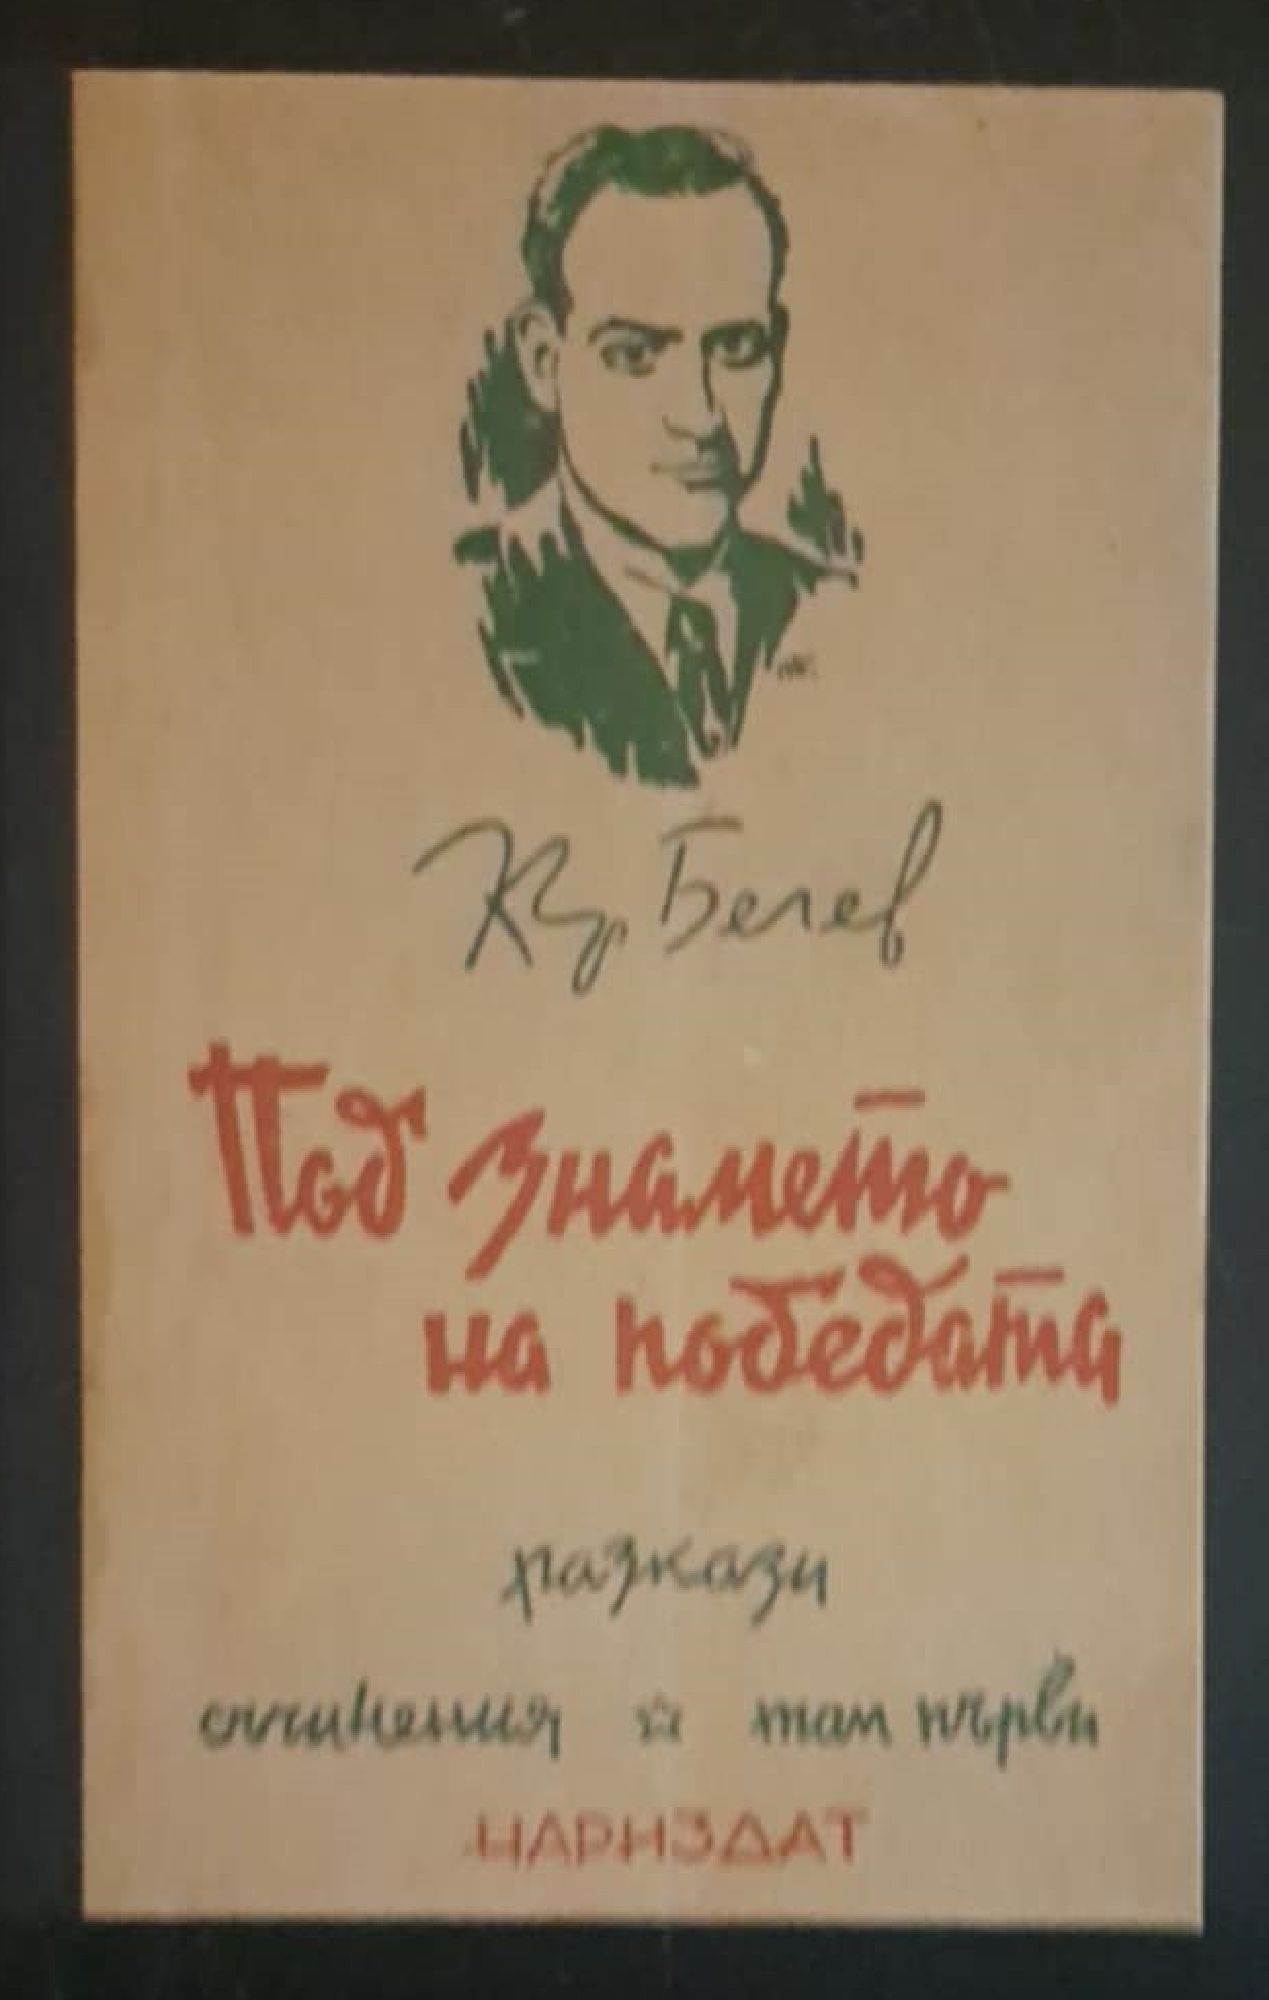 Кр. Белев
Под знамето
на победата
разкази
съчинения ☆ том първи
НАРИЗДАТ